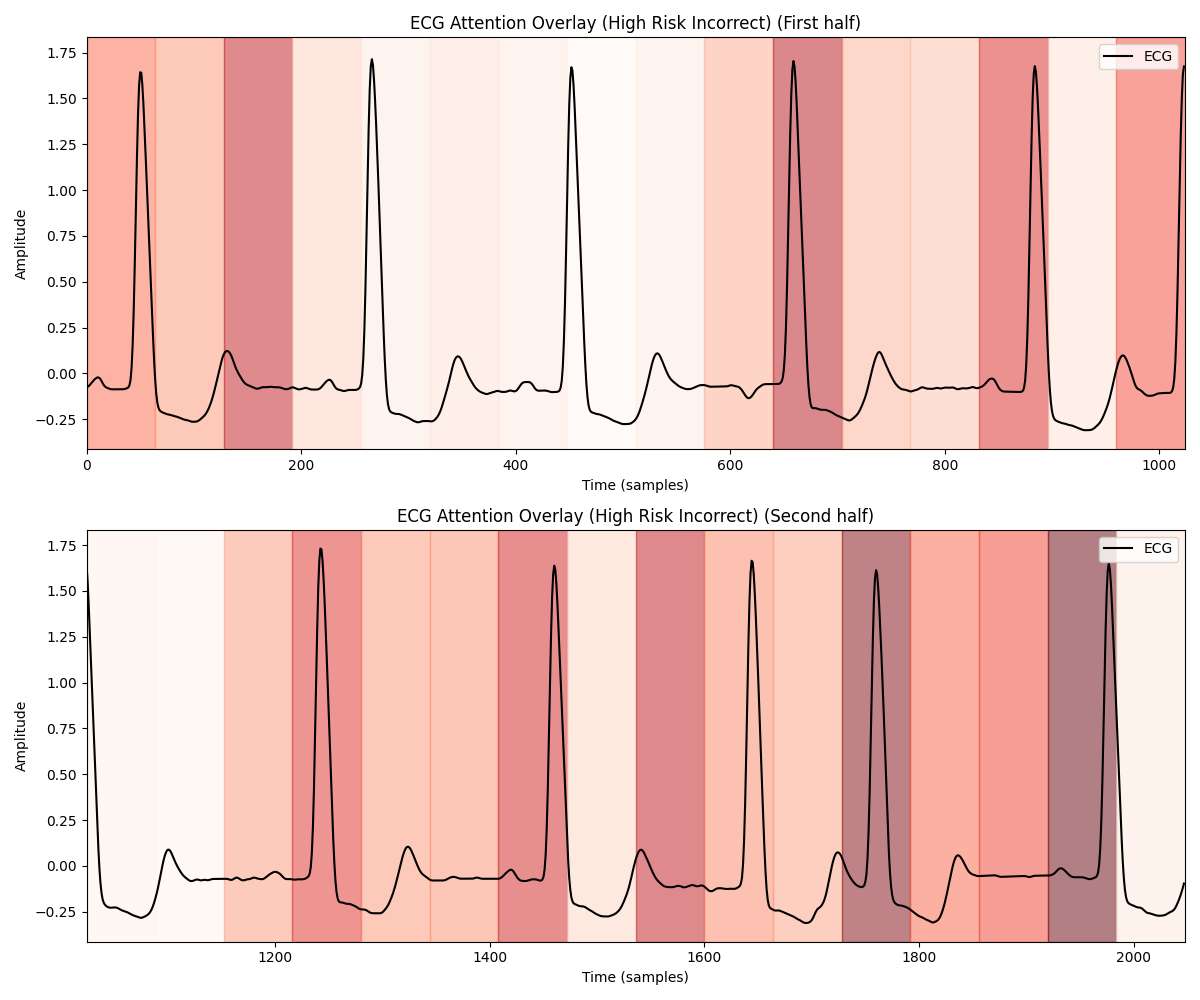 ECG Attention Overlay (High Risk Incorrect) (First half)
1.75
1.50
1.25
1.00
0.75
0.50
0.25
0.00
−0.25
Amplitude
ECG
0 200 400 600 800 1000
Time (samples)
ECG Attention Overlay (High Risk Incorrect) (Second half)
1.75
1.50
1.25
1.00
0.75
0.50
0.25
0.00
−0.25
Amplitude
ECG
1200 1400 1600 1800 2000
Time (samples)